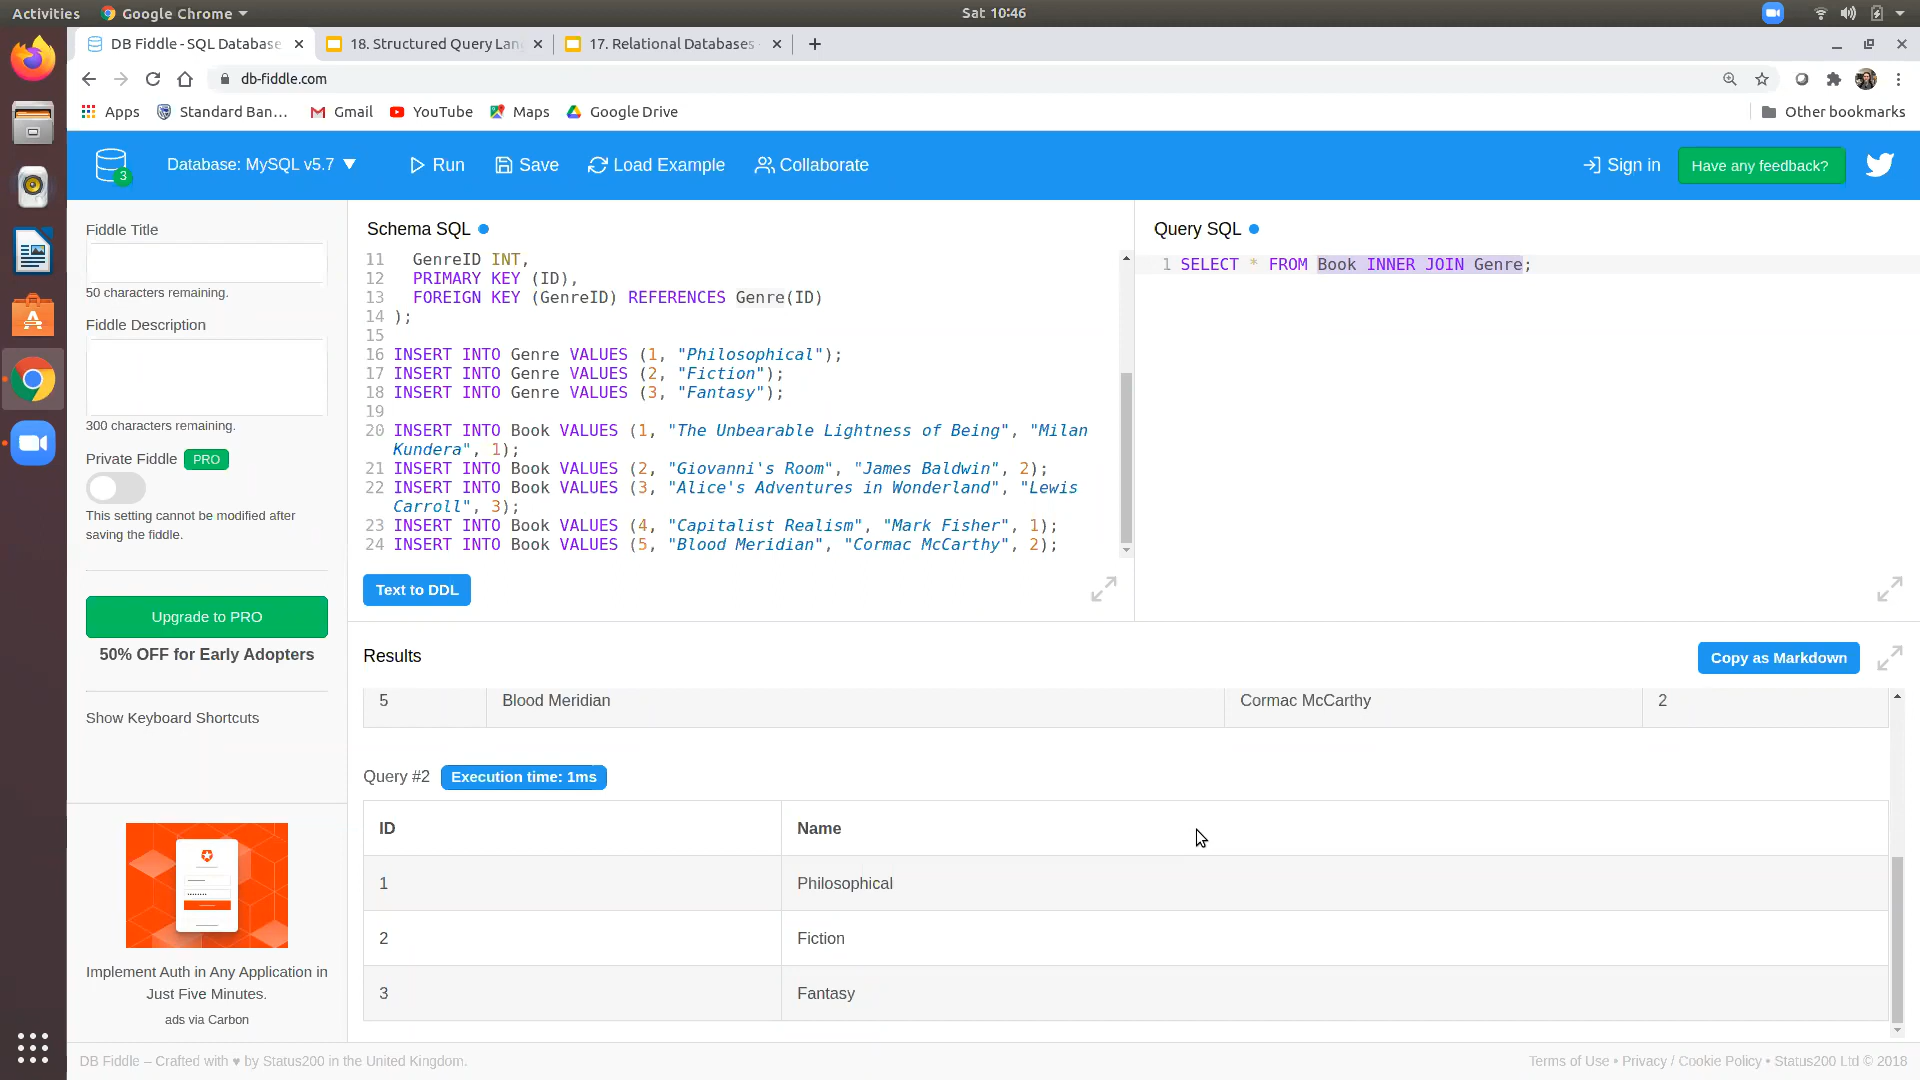 Activities
Google Chrome
Sat 10:46
DB Fiddle - SQL Database
18. Structured Query Lan
17. Relational Databases
db-fiddle.com
Apps
Standard Ban...
Gmail
YouTube
Maps
Google Drive
Other bookmarks
3
Database: MySQL v5.7
Run
Save
Load Example
Collaborate
Sign in
Have any feedback?
Fiddle Title
50 characters remaining.
Fiddle Description
300 characters remaining.
Private Fiddle PRO
This setting cannot be modified after
saving the fiddle.
Upgrade to PRO
50% OFF for Early Adopters
Show Keyboard Shortcuts
Implement Auth in Any Application in
Just Five Minutes.
ads via Carbon
Schema SQL
11 GenreID INT,
12 PRIMARY KEY (ID),
13 FOREIGN KEY (GenreID) REFERENCES Genre(ID)
14 );
15
16 INSERT INTO Genre VALUES (1, "Philosophical");
17 INSERT INTO Genre VALUES (2, "Fiction");
18 INSERT INTO Genre VALUES (3, "Fantasy");
19
20 INSERT INTO Book VALUES (1, "The Unbearable Lightness of Being", "Milan
Kundera", 1);
21 INSERT INTO Book VALUES (2, "Giovanni's Room", "James Baldwin", 2);
22 INSERT INTO Book VALUES (3, "Alice's Adventures in Wonderland", "Lewis
Carroll", 3);
23 INSERT INTO Book VALUES (4, "Capitalist Realism", "Mark Fisher", 1);
24 INSERT INTO Book VALUES (5, "Blood Meridian", "Cormac McCarthy", 2);
Text to DDL
Query SQL
1 SELECT * FROM Book INNER JOIN Genre;
Results
Copy as Markdown
5 Blood Meridian Cormac McCarthy 2
Query #2 Execution time: 1ms
ID Name
1 Philosophical
2 Fiction
3 Fantasy
DB Fiddle – Crafted with ♥ by Status200 in the United Kingdom.
Terms of Use • Privacy / Cookie Policy • Status200 Ltd © 2018